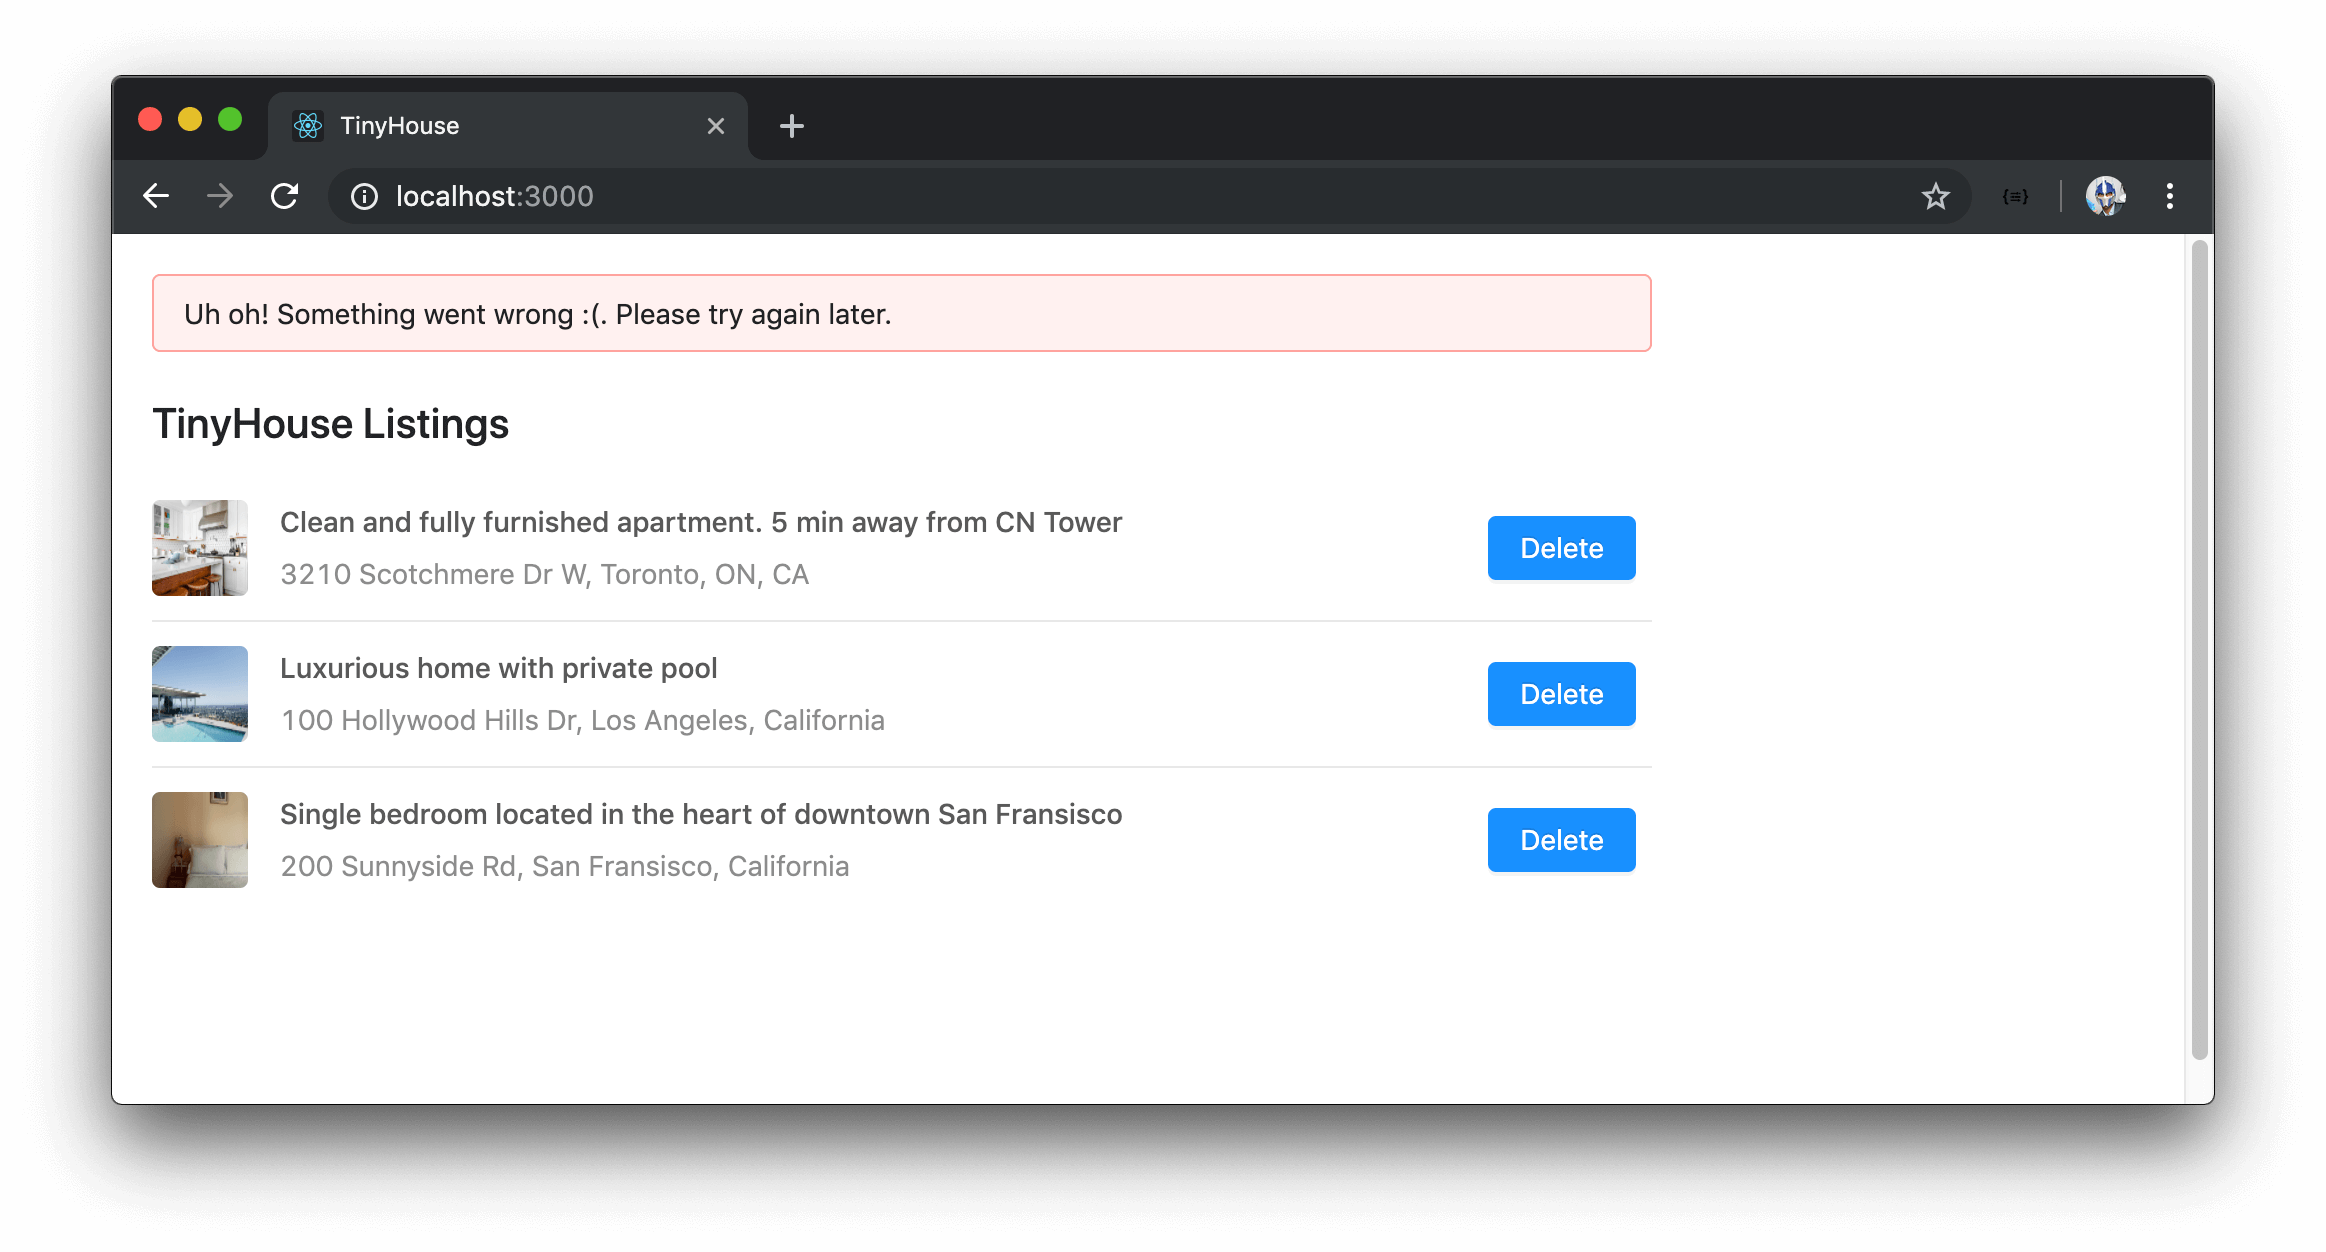 TinyHouse
localhost:3000
Uh oh! Something went wrong :(. Please try again later.
TinyHouse Listings
Clean and fully furnished apartment. 5 min away from CN Tower
3210 Scotchmere Dr W, Toronto, ON, CA
Delete
Luxurious home with private pool
100 Hollywood Hills Dr, Los Angeles, California
Delete
Single bedroom located in the heart of downtown San Fransisco
200 Sunnyside Rd, San Fransisco, California
Delete